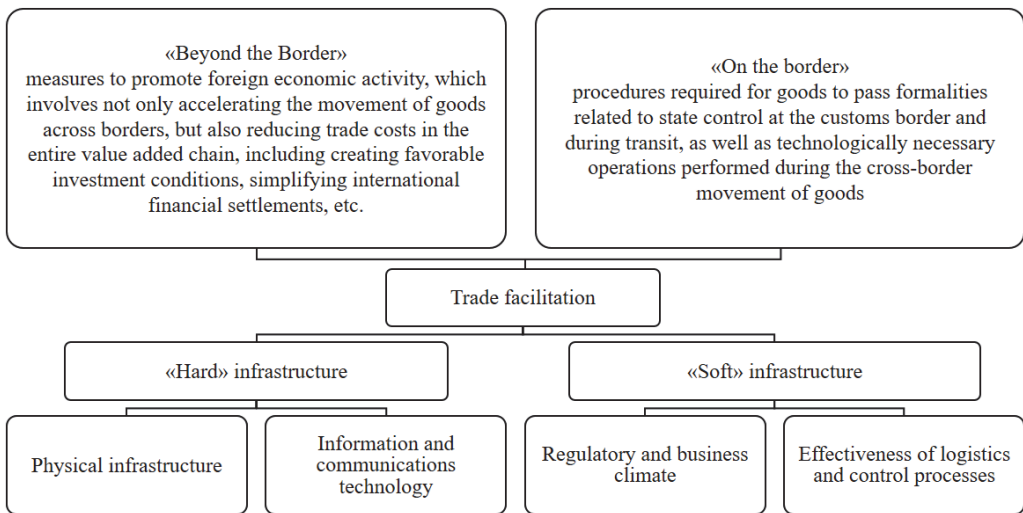 «Beyond the Border»
measures to promote foreign economic activity, which
involves not only accelerating the movement of goods
across borders, but also reducing trade costs in the
entire value added chain, including creating favorable
investment conditions, simplifying international
financial settlements, etc.
«On the border»
procedures required for goods to pass formalities
related to state control at the customs border and
during transit, as well as technologically necessary
operations performed during the cross-border
movement of goods
Trade facilitation
«Hard» infrastructure
«Soft» infrastructure
Physical infrastructure
Information and
communications
technology
Regulatory and business
climate
Effectiveness of logistics
and control processes